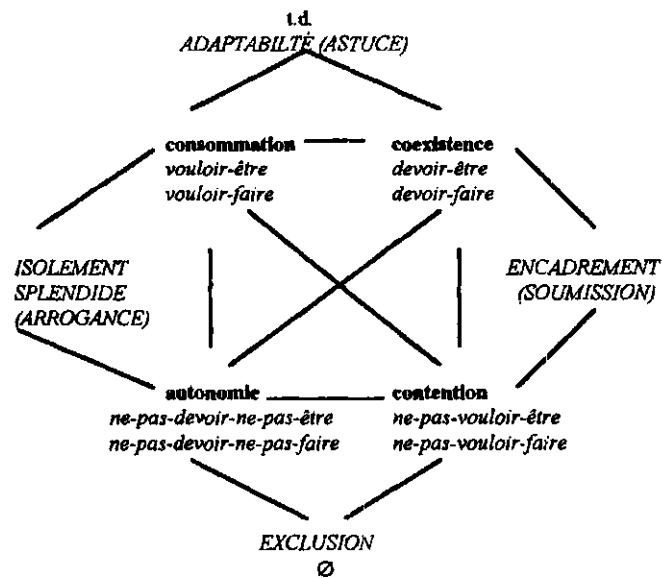 t.d.
ADAPTABILTÉ (ASTUCE)
consommation coexistence
vouloir-être devoir-être
vouloir-faire devoir-faire
ISOLEMENT ENCADREMENT
SPLENDIDE (SOUMISSION)
(ARROGANCE)
autonomie contention
ne-pas-devoir-ne-pas-être ne-pas-vouloir-être
ne-pas-devoir-ne-pas-faire ne-pas-vouloir-faire
EXCLUSION
Ø